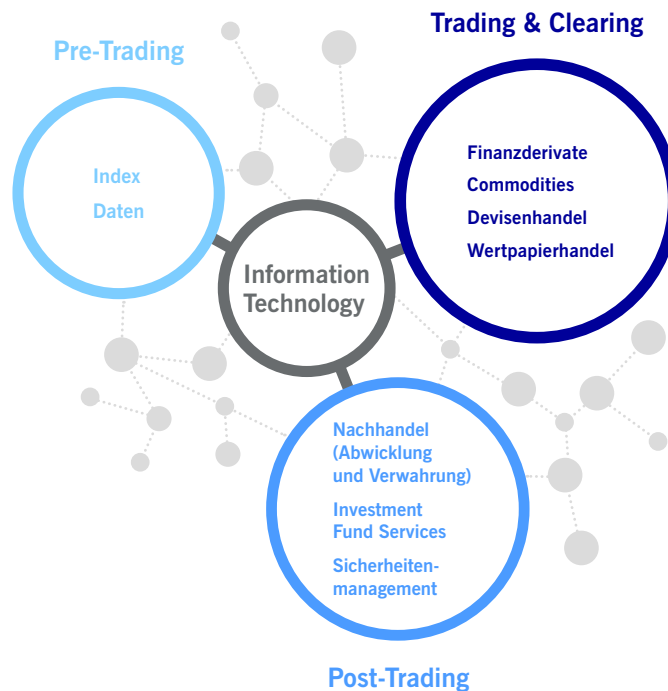 Trading & Clearing
Pre-Trading
Finanzderivate
Commodities
Devisenhandel
Wertpapierhandel
Index
Daten
Information
Technology
Nachhandel
(Abwicklung
und Verwahrung)
Investment
Fund Services
Sicherheiten-
management
Post-Trading